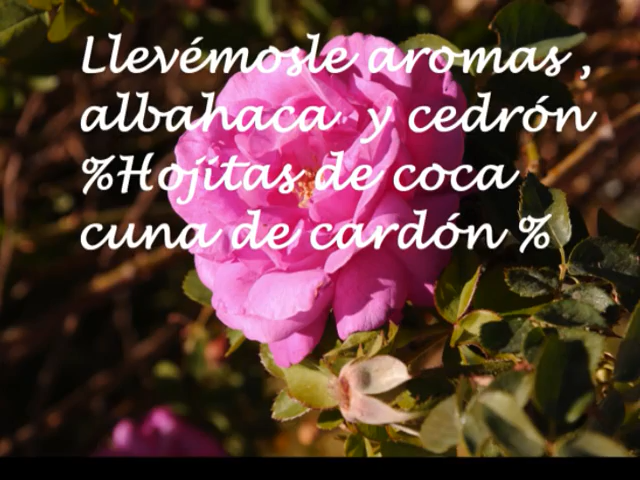 Llevémosle aromas ,
albahaca  y cedrón
%Hojitas de coca
cuna de cardón %